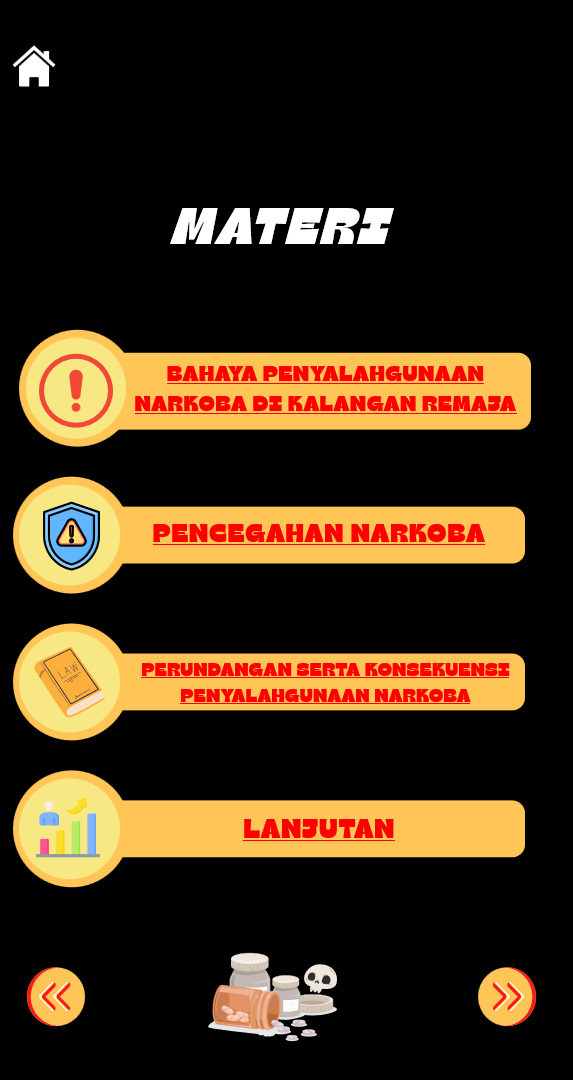 MATERI
BAHAYA PENYALAHGUNAAN
NARKOBA DI KALANGAN REMAJA
PENCEGAHAN NARKOBA
LAW
PERUNDANGAN SERTA KONSEKUENSI
PENYALAHGUNAAN NARKOBA
LANJUTAN